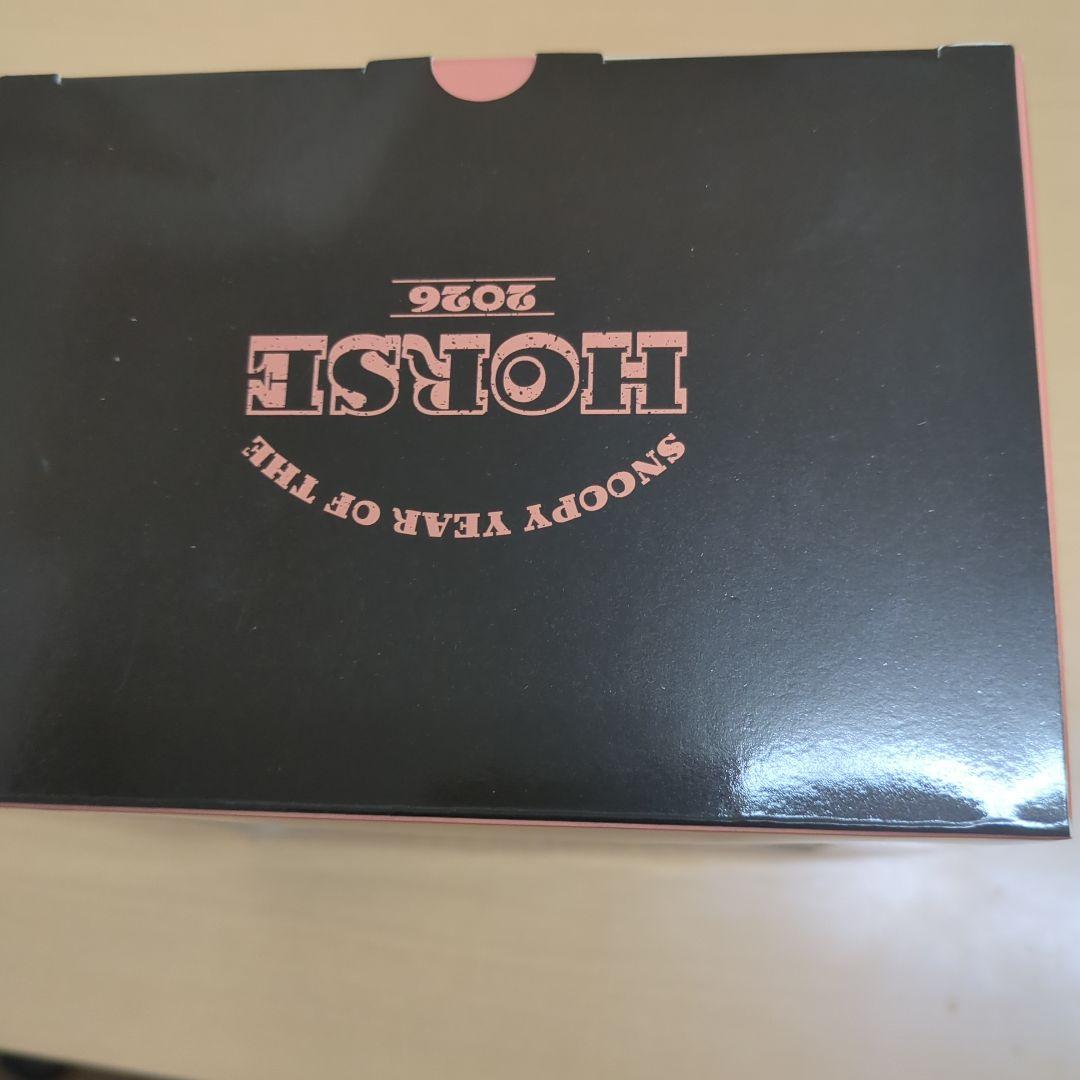 SNOOPY YEAR OF THE
HORSE
2026